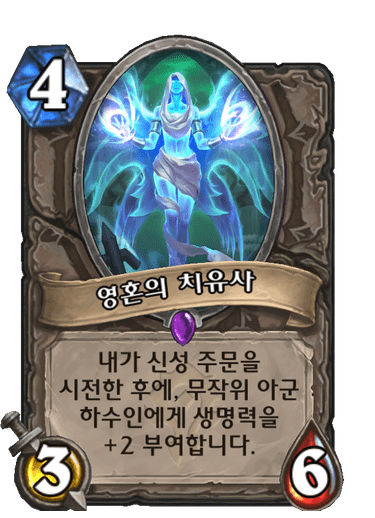 4
영혼의 치유사
내가 신성 주문을
시전한 후에, 무작위 아군
하수인에게 생명력을
+2 부여합니다.
3
6